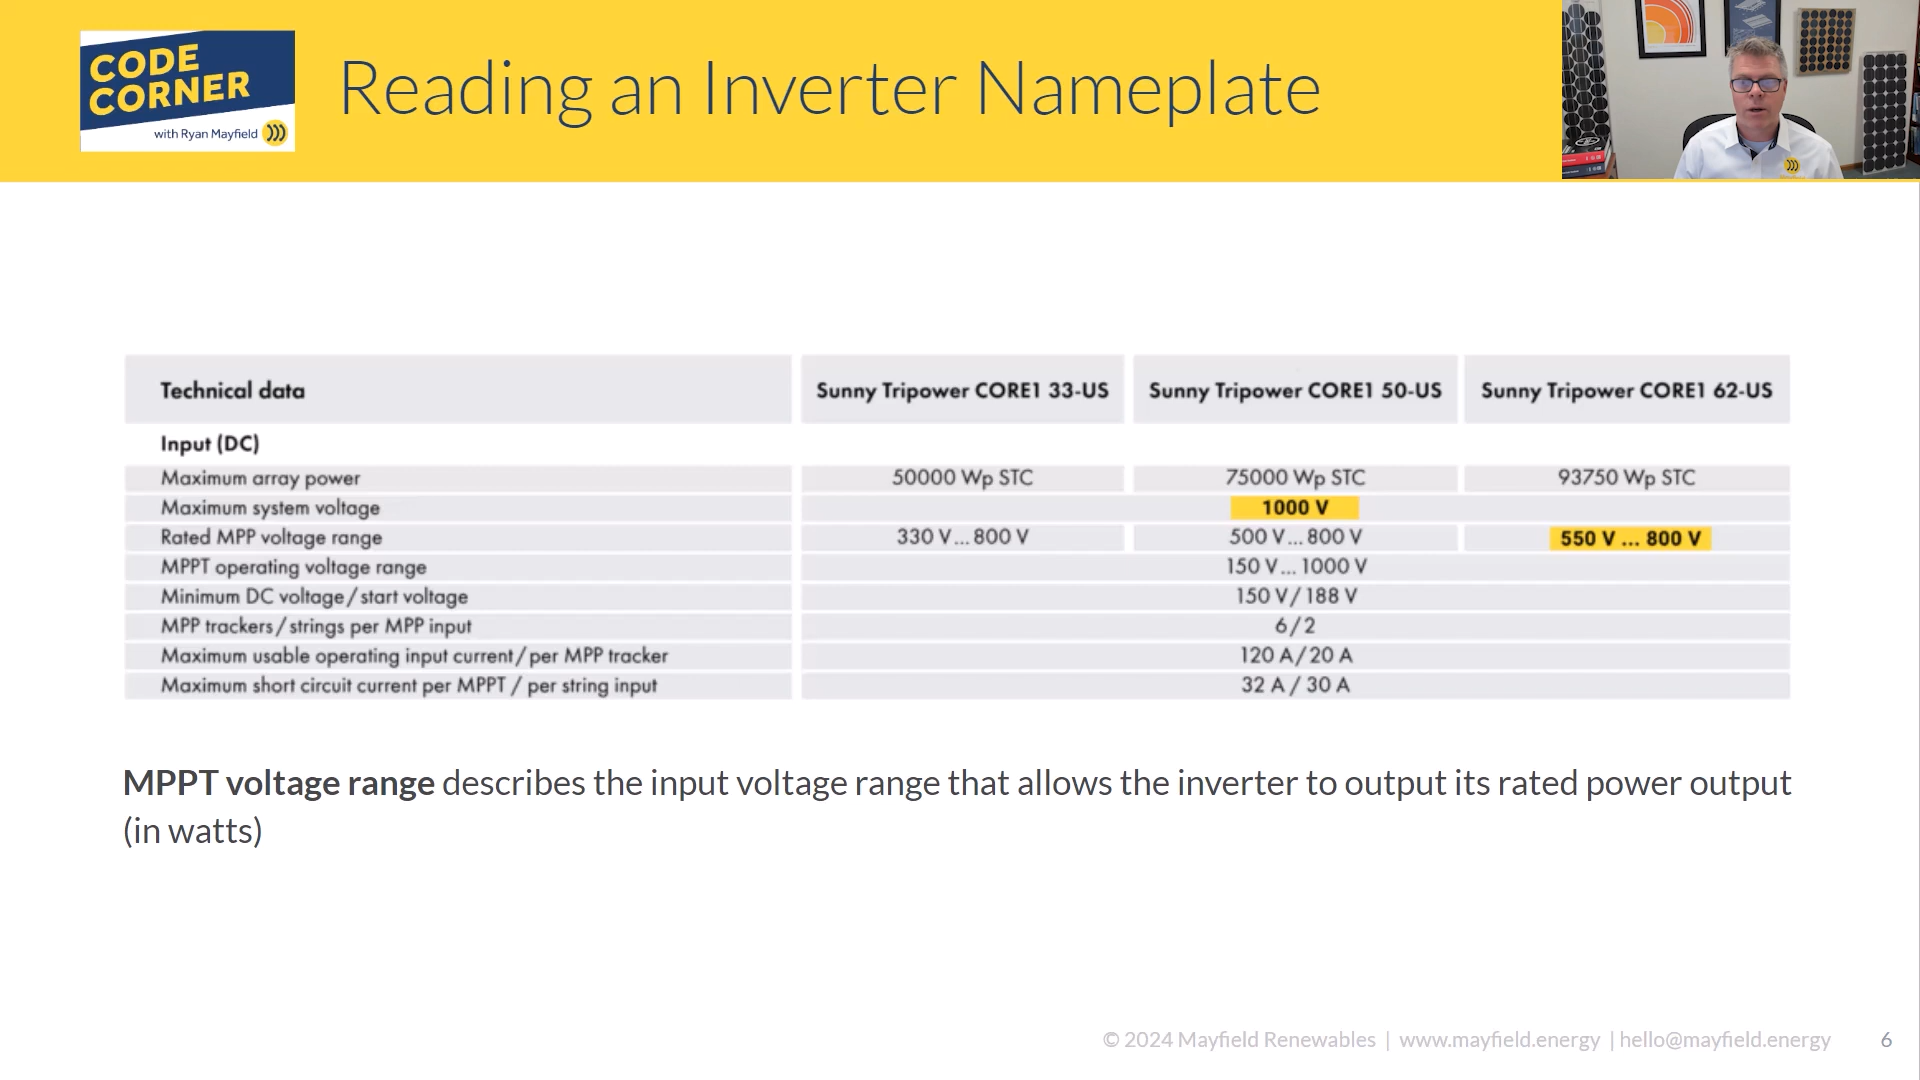 CODE
CORNER
with Ryan Mayfield
Reading an Inverter Nameplate
Technical data Sunny Tripower CORE1 33-US Sunny Tripower CORE1 50-US Sunny Tripower CORE1 62-US
Input (DC)
Maximum array power 50000 Wp STC 75000 Wp STC 93750 Wp STC
Maximum system voltage 1000 V
Rated MPP voltage range 330 V...800 V 500 V...800 V 550 V ... 800 V
MPPT operating voltage range 150 V...1000 V
Minimum DC voltage/start voltage 150 V/188 V
MPP trackers/strings per MPP input 6/2
Maximum usable operating input current/per MPP tracker 120 A/20 A
Maximum short circuit current per MPPT / per string input 32 A / 30 A
MPPT voltage range describes the input voltage range that allows the inverter to output its rated power output
(in watts)
© 2024 Mayfield Renewables | www.mayfield.energy | hello@mayfield.energy 6